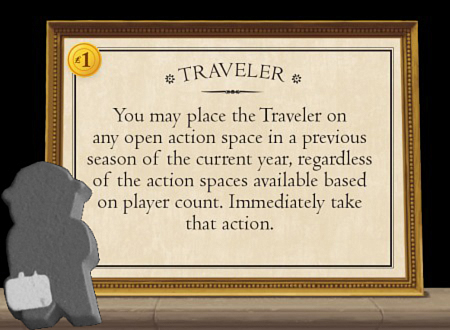 £1
TRAVELER
You may place the Traveler on
any open action space in a previous
season of the current year, regardless
of the action spaces available based
on player count. Immediately take
that action.